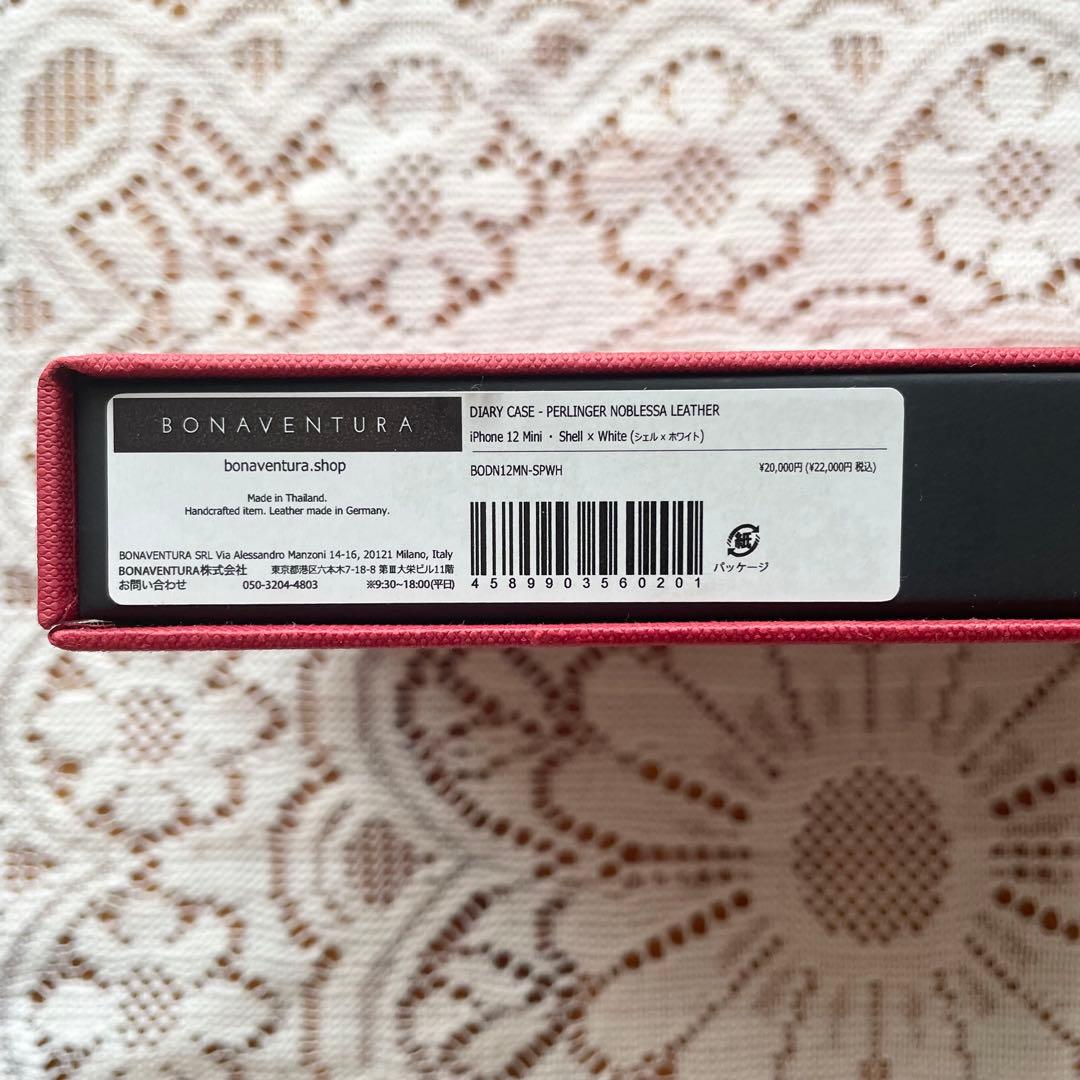 BONAVENTURA
bonaventura.shop
Made in Thailand.
Handcrafted item. Leather made in Germany.
BONAVENTURA SRL Via Alessandro Manzoni 14-16, 20121 Milano, Italy
BONAVENTURA株式会社 東京都港区六本木7-18-8 第Ⅲ大栄ビル11階
お問い合わせ 050-3204-4803 ※9:30~18:00(平日)
DIARY CASE - PERLINGER NOBLESSA LEATHER
iPhone 12 Mini ・ Shell × White (シェル × ホワイト)
BODN12MN-SPWH ¥20,000円 (¥22,000円 税込)
4589903560201
紙
パッケージ